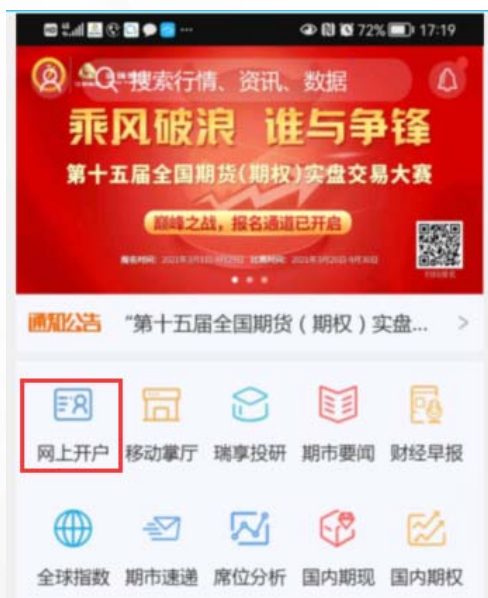 72% 17:19
搜索行情、资讯、数据
乘风破浪 谁与争锋
第十五届全国期货(期权)实盘交易大赛
巅峰之战，报名通道已开启
通知公告 “第十五届全国期货（期权）实盘... >
网上开户 移动掌厅 瑞享投研 期市要闻 财经早报
全球指数 期市速递 席位分析 国内期现 国内期权